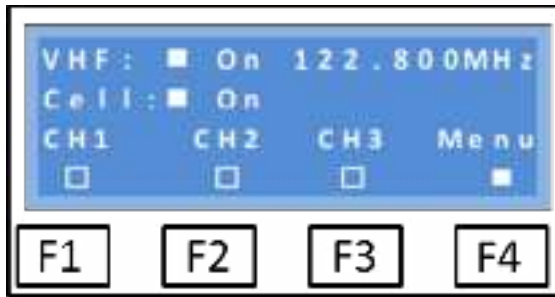 VHF: ■ On 122.800MHz
Cell:■ On
CH1 CH2 CH3 Menu
□ □ □ ■
F1 F2 F3 F4